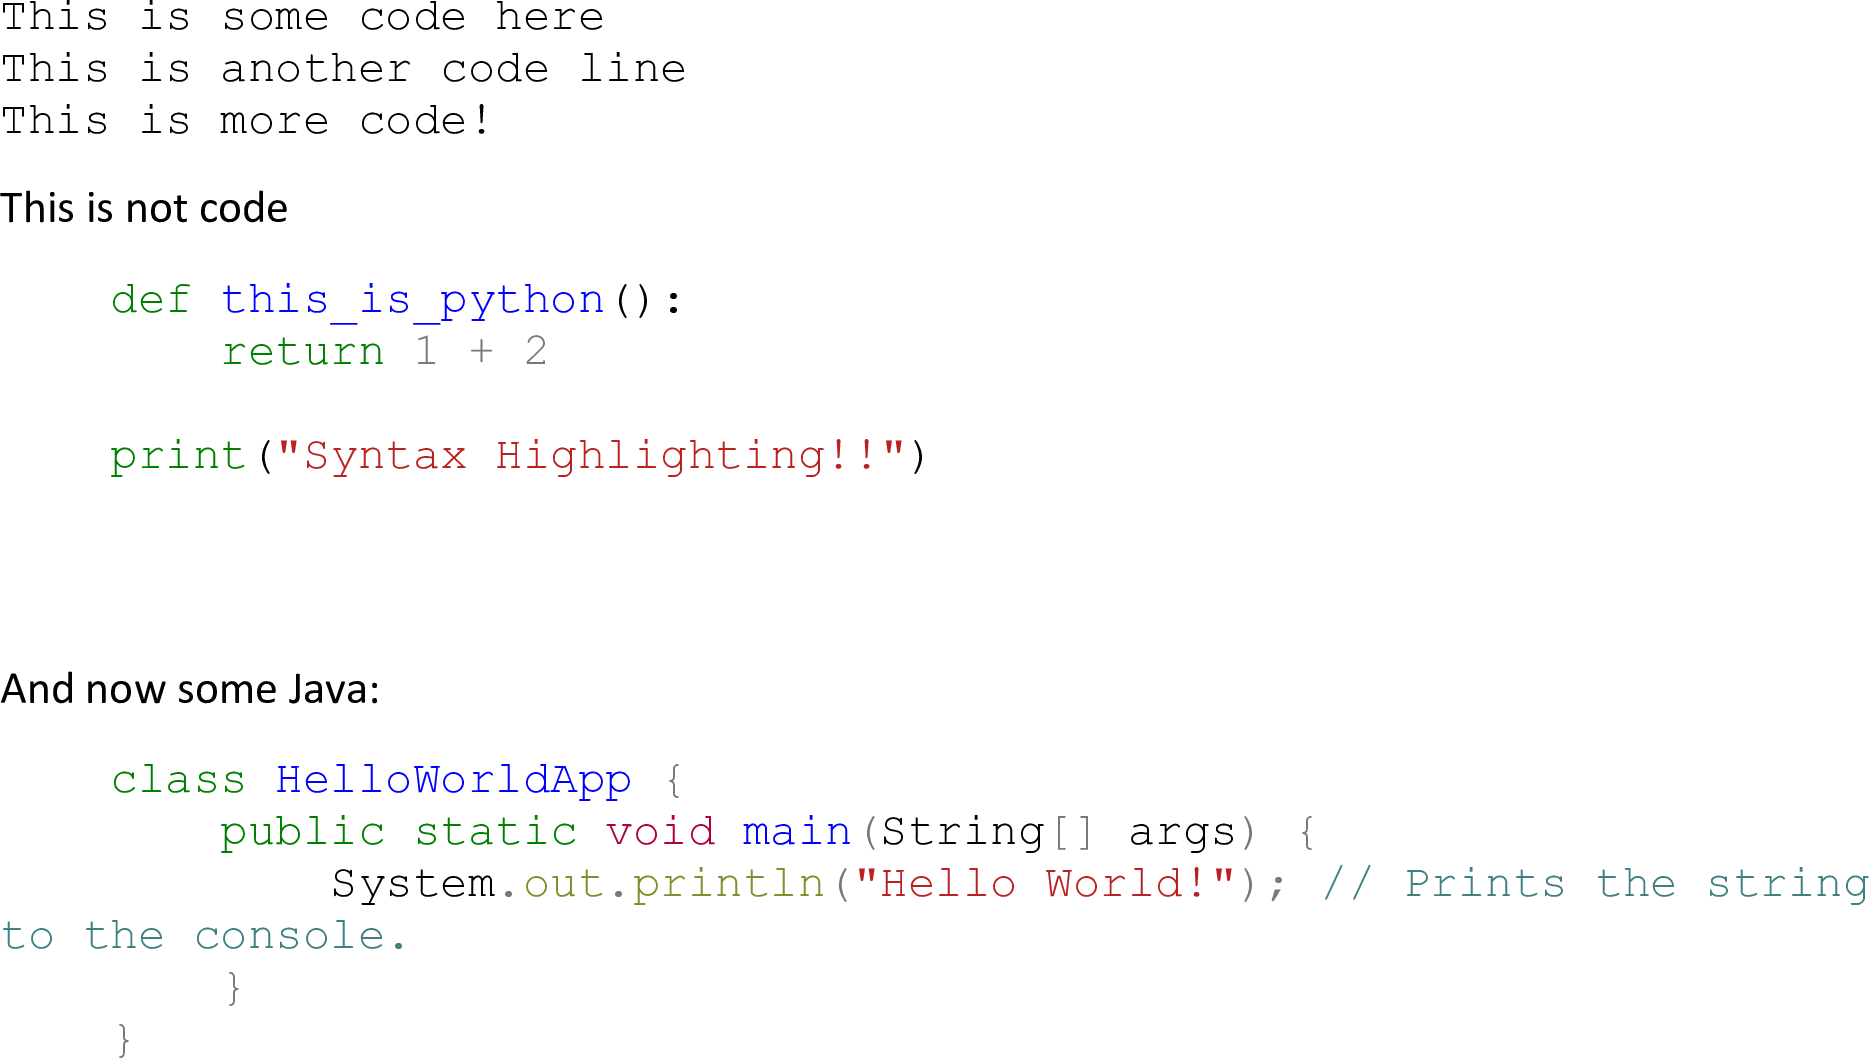 This is some code here
This is another code line
This is more code!
This is not code
def this_is_python():
    return 1 + 2
print("Syntax Highlighting!!")
And now some Java:
class HelloWorldApp {
    public static void main(String[] args) {
        System.out.println("Hello World!"); // Prints the string
to the console.
    }
}